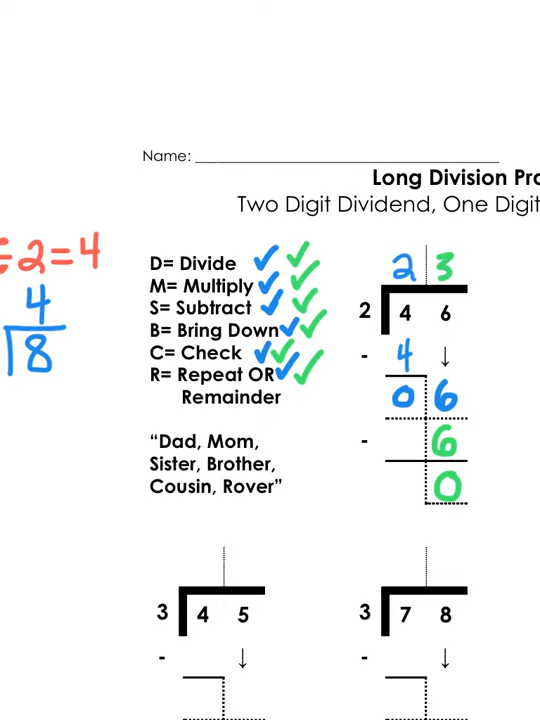 Name:
Long Division Pro
Two Digit Dividend, One Digit
÷ 2 = 4
4
8
D= Divide
M= Multiply
S= Subtract
B= Bring Down
C= Check
R= Repeat OR
Remainder
"Dad, Mom,
Sister, Brother,
Cousin, Rover"
2 3
2 4 6
- 4 ↓
0 6
- 6
0
3 4 5
- ↓
3 7 8
- ↓